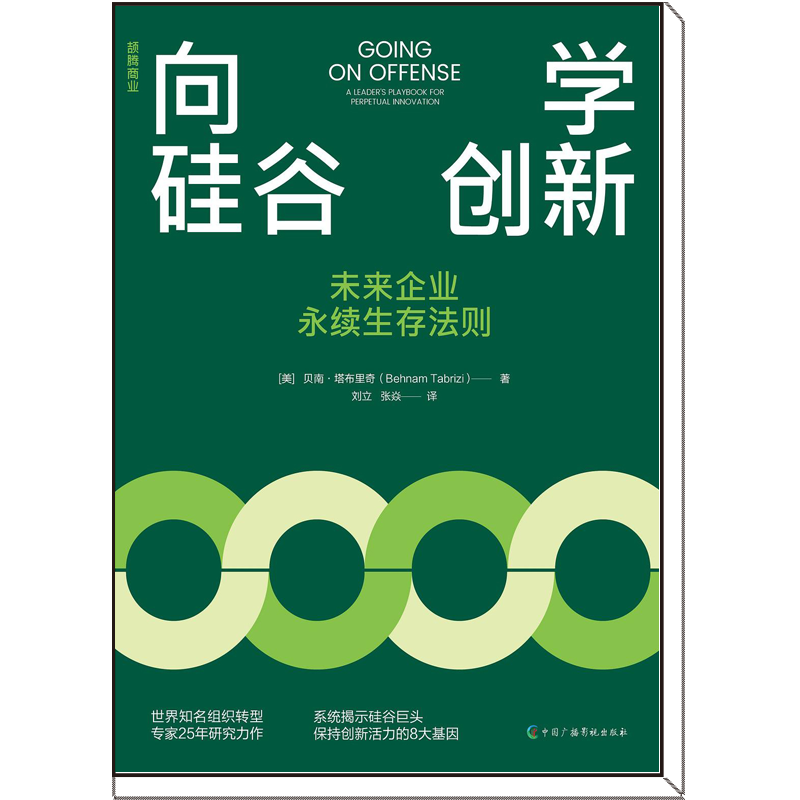 颉腾商业
GOING
ON OFFENSE
A LEADER'S PLAYBOOK FOR
PERPETUAL INNOVATION
向 学
硅谷 创新
未来企业
永续生存法则
[美] 贝南·塔布里奇(Behnam Tabrizi)—— 著
刘立 张焱—— 译
世界知名组织转型
专家25年研究力作
系统揭示硅谷巨头
保持创新活力的8大基因
中国广播影视出版社